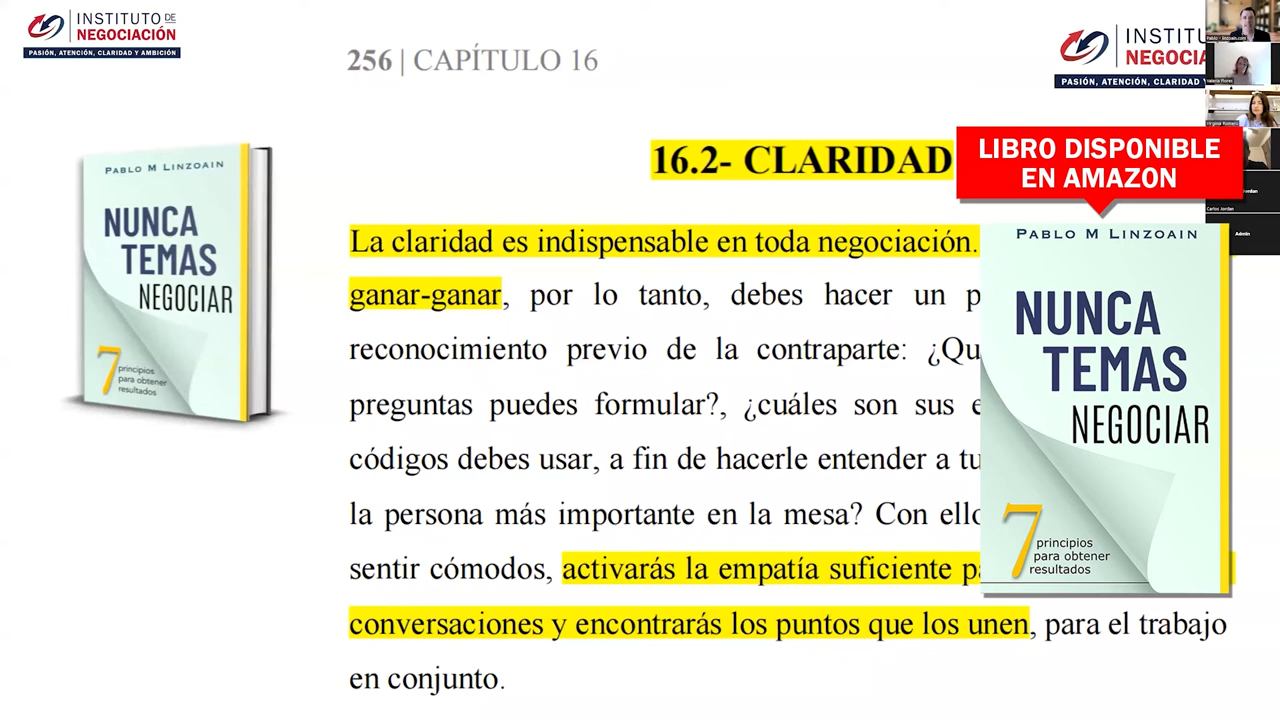 INSTITUTO DE
NEGOCIACIÓN
PASIÓN, ATENCIÓN, CLARIDAD Y AMBICIÓN
256 | CAPÍTULO 16
INSTITUTO
NEGOCIA
PASIÓN, ATENCIÓN, CLARIDAD Y
PABLO M LINZOAIN
NUNCA
TEMAS
NEGOCIAR
7 principios
para obtener
resultados
16.2- CLARIDAD
La claridad es indispensable en toda negociación.
ganar-ganar, por lo tanto, debes hacer un p
reconocimiento previo de la contraparte: ¿Qu
preguntas puedes formular?, ¿cuáles son sus e
códigos debes usar, a fin de hacerle entender a tu
la persona más importante en la mesa? Con ello
sentir cómodos, activarás la empatía suficiente pa
conversaciones y encontrarás los puntos que los unen, para el trabajo
en conjunto.
LIBRO DISPONIBLE
EN AMAZON
PABLO M LINZOAIN
NUNCA
TEMAS
NEGOCIAR
7 principios
para obtener
resultados
Carlos Jordan
Admin